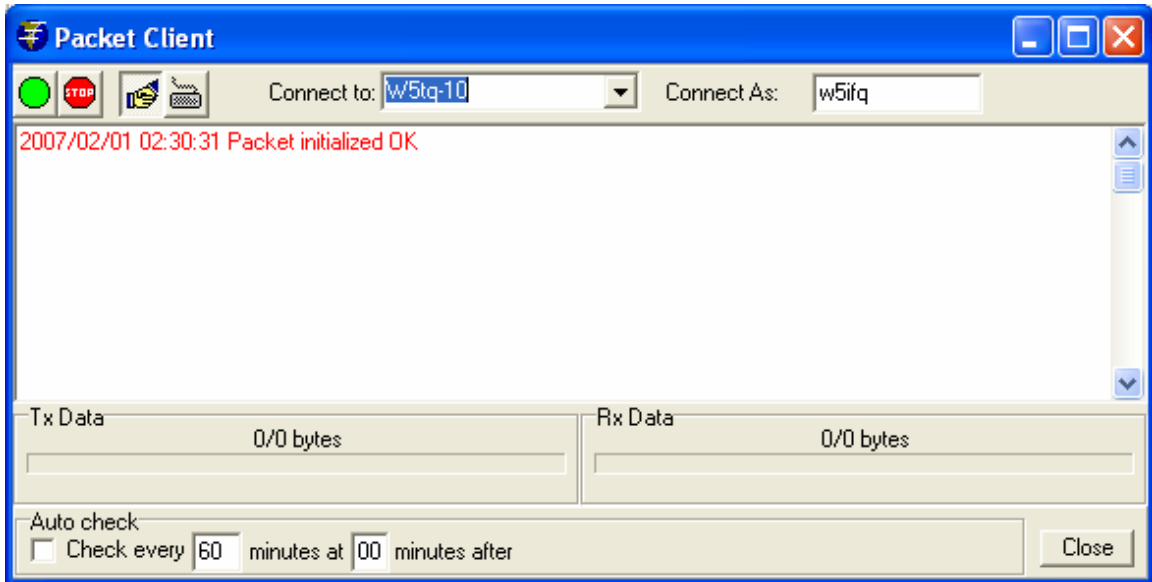 Packet Client
STOP
Connect to: W5tq-10 Connect As: w5ifq
2007/02/01 02:30:31 Packet initialized OK
Tx Data Rx Data
0/0 bytes 0/0 bytes
Auto check
Check every 60 minutes at 00 minutes after
Close